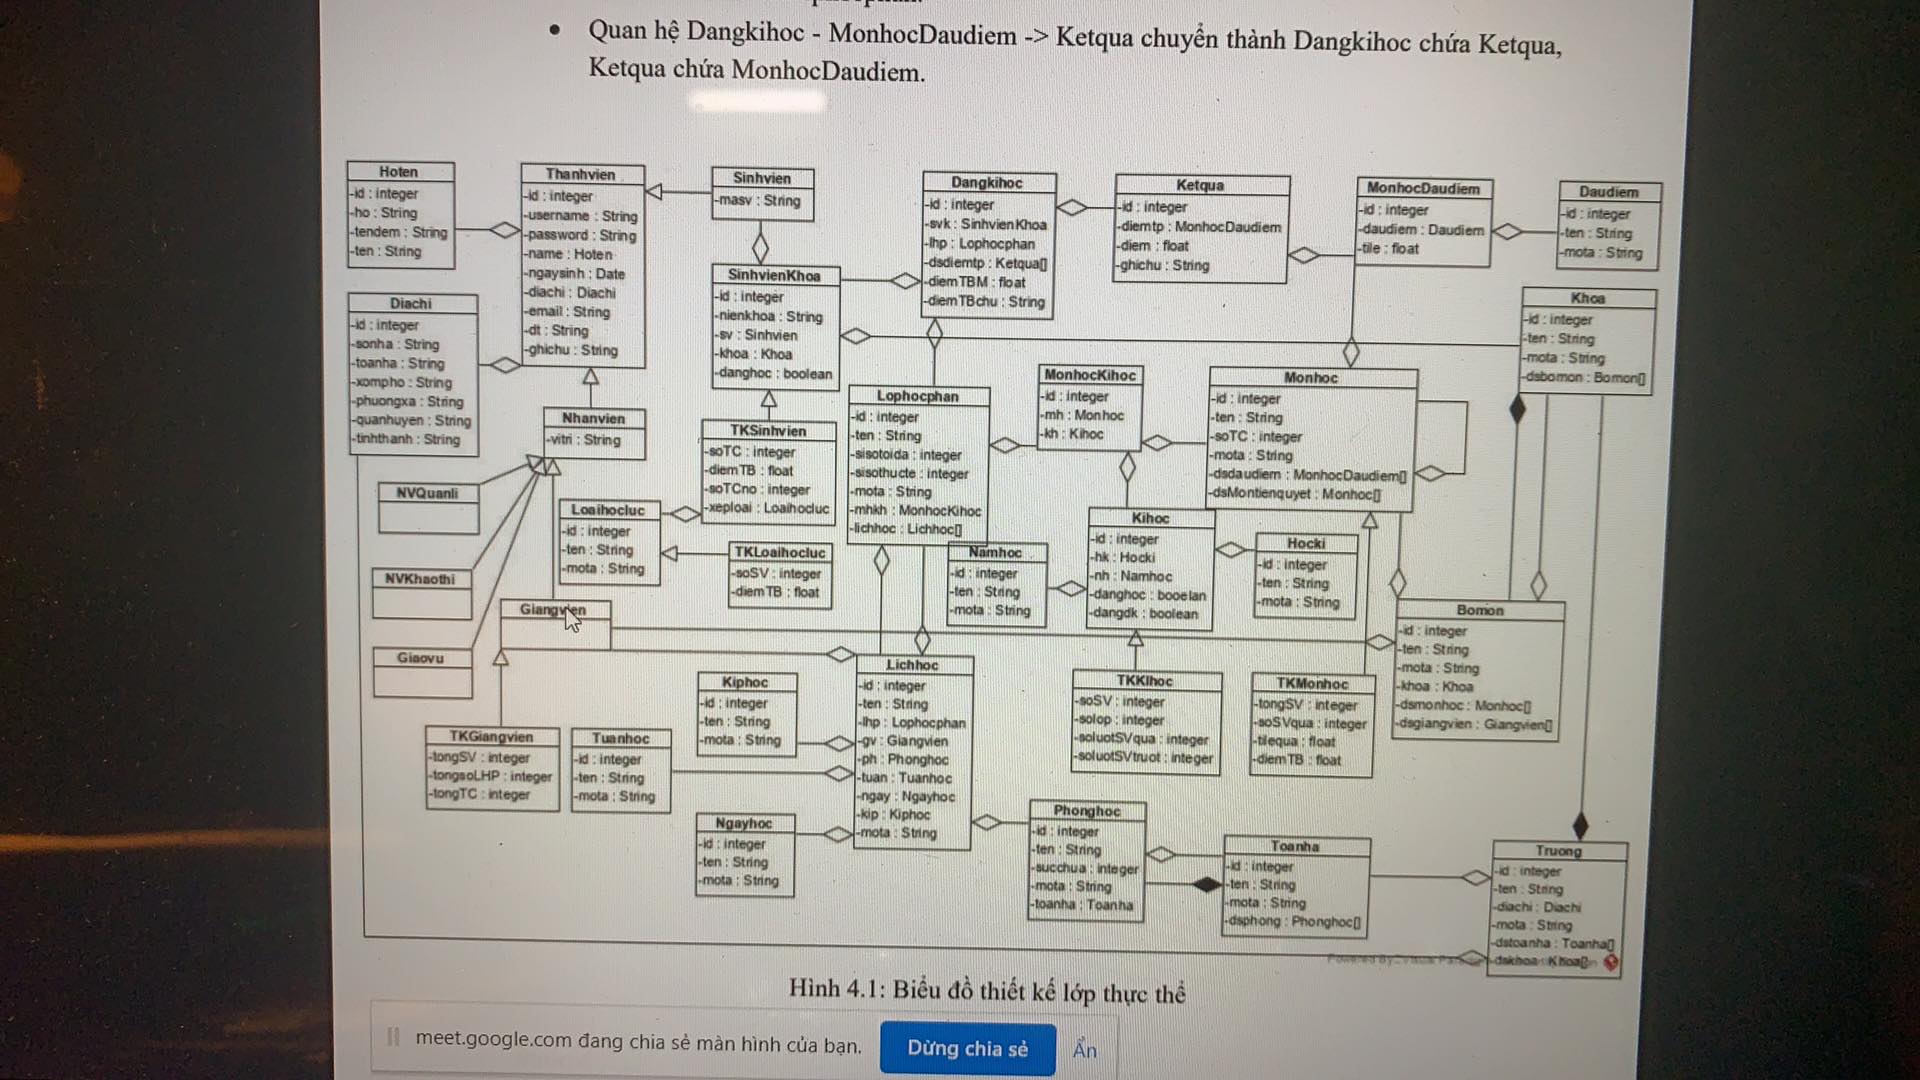 • Quan hệ Dangkihoc - MonhocDaudiem -> Ketqua chuyển thành Dangkihoc chứa Ketqua,
Ketqua chứa MonhocDaudiem.
Hoten
-id : integer
-ho : String
-tendem : String
-ten : String
Thanhvien
-id : integer
-username : String
-password : String
-name : Hoten
-ngaysinh : Date
-diachi : Diachi
-email : String
-dt : String
-ghichu : String
Sinhvien
-masv : String
Dangkihoc
-id : integer
-svk : SinhvienKhoa
-lhp : Lophocphan
-dsdiemtp : Ketqua[]
-diemTBM : float
-diemTBchu : String
Ketqua
-id : integer
-diemtp : MonhocDaudiem
-diem : float
-ghichu : String
MonhocDaudiem
-id : integer
-daudiem : Daudiem
-tile : float
Daudiem
-id : integer
-ten : String
-mota : String
Diachi
-id : integer
-sonha : String
-toanha : String
-xompho : String
-phuongxa : String
-quanhuyen : String
-tinhthanh : String
SinhvienKhoa
-id : integer
-nienkhoa : String
-sv : Sinhvien
-khoa : Khoa
-danghoc : boolean
Khoa
-id : integer
-ten : String
-mota : String
-dsbomon : Bomon[]
Nhanvien
-vitri : String
TKSinhvien
-soTC : integer
-diemTB : float
-soTCno : integer
-xeploai : Loaihocluc
Lophocphan
-id : integer
-ten : String
-sisotoida : integer
-sisothucte : integer
-mota : String
-mhkh : MonhocKihoc
-lichhoc : Lichhoc[]
MonhocKihoc
-id : integer
-mh : Monhoc
-kh : Kihoc
Monhoc
-id : integer
-ten : String
-soTC : integer
-mota : String
-dsdaudiem : MonhocDaudiem[]
-dsMontienquyet : Monhoc[]
NVQuanli
Loaihocluc
-id : integer
-ten : String
-mota : String
TKLoaihocluc
-soSV : integer
-diemTB : float
Namhoc
-id : integer
-ten : String
-mota : String
Kihoc
-id : integer
-hk : Hocki
-nh : Namhoc
-danghoc : booelan
-dangdk : boolean
Hocki
-id : integer
-ten : String
-mota : String
NVKhaothi
Giangvien
Giaovu
Bomon
-id : integer
-ten : String
-mota : String
-khoa : Khoa
-dsmonhoc : Monhoc[]
-dsgiangvien : Giangvien[]
Kiphoc
-id : integer
-ten : String
-mota : String
Lichhoc
-id : integer
-ten : String
-lhp : Lophocphan
-gv : Giangvien
-ph : Phonghoc
-tuan : Tuanhoc
-ngay : Ngayhoc
-kip : Kiphoc
-mota : String
TKKihoc
-soSV : integer
-solop : integer
-soluotSVqua : integer
-soluotSVtruot : integer
TKMonhoc
-tongSV : integer
-soSVqua : integer
-tilequa : float
-diemTB : float
TKGiangvien
-tongSV : integer
-tongsoLHP : integer
-tongTC : integer
Tuanhoc
-id : integer
-ten : String
-mota : String
Ngayhoc
-id : integer
-ten : String
-mota : String
Phonghoc
-id : integer
-ten : String
-succhua : integer
-mota : String
-toanha : Toanha
Toanha
-id : integer
-ten : String
-mota : String
-dsphong : Phonghoc[]
Truong
-id : integer
-ten : String
-diachi : Diachi
-mota : String
-dstoanha : Toanha[]
-dskhoa : Khoa[]
Hình 4.1: Biểu đồ thiết kế lớp thực thể
meet.google.com đang chia sẻ màn hình của bạn.
Dừng chia sẻ
Ẩn